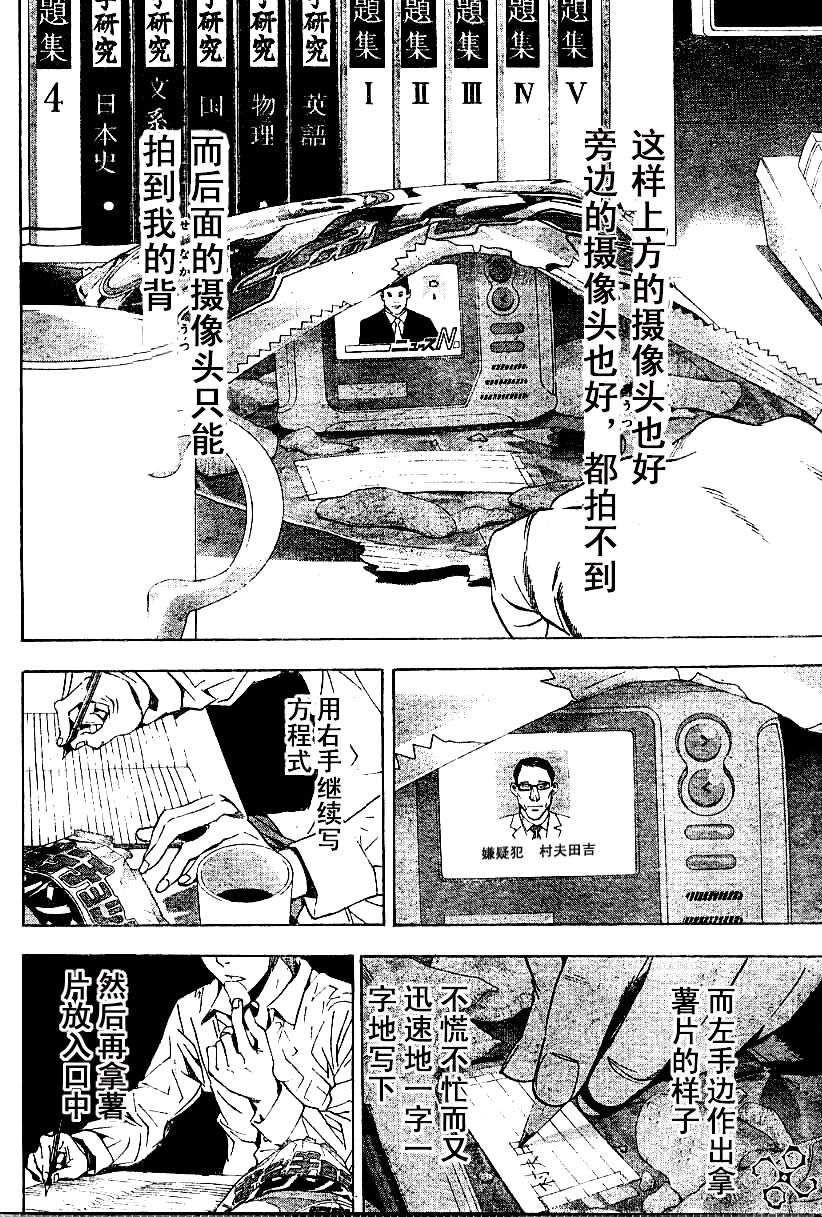 这样上方的摄像头也好
旁边的摄像头也好，都拍不到
而后面的摄像头只能
拍到我的背
題集
題集
題集
題集
題集
V
IV
III
II
I
研究
英語
研究
物理
研究
国
研究
文系
研究
日本史・
題集
4
ニュースN.
嫌疑犯 村夫田吉
用右手继续写
方程式
而左手边作出拿
薯片的样子
不慌不忙而又
迅速地一字一
字地写下
然后再拿薯
片放入口中